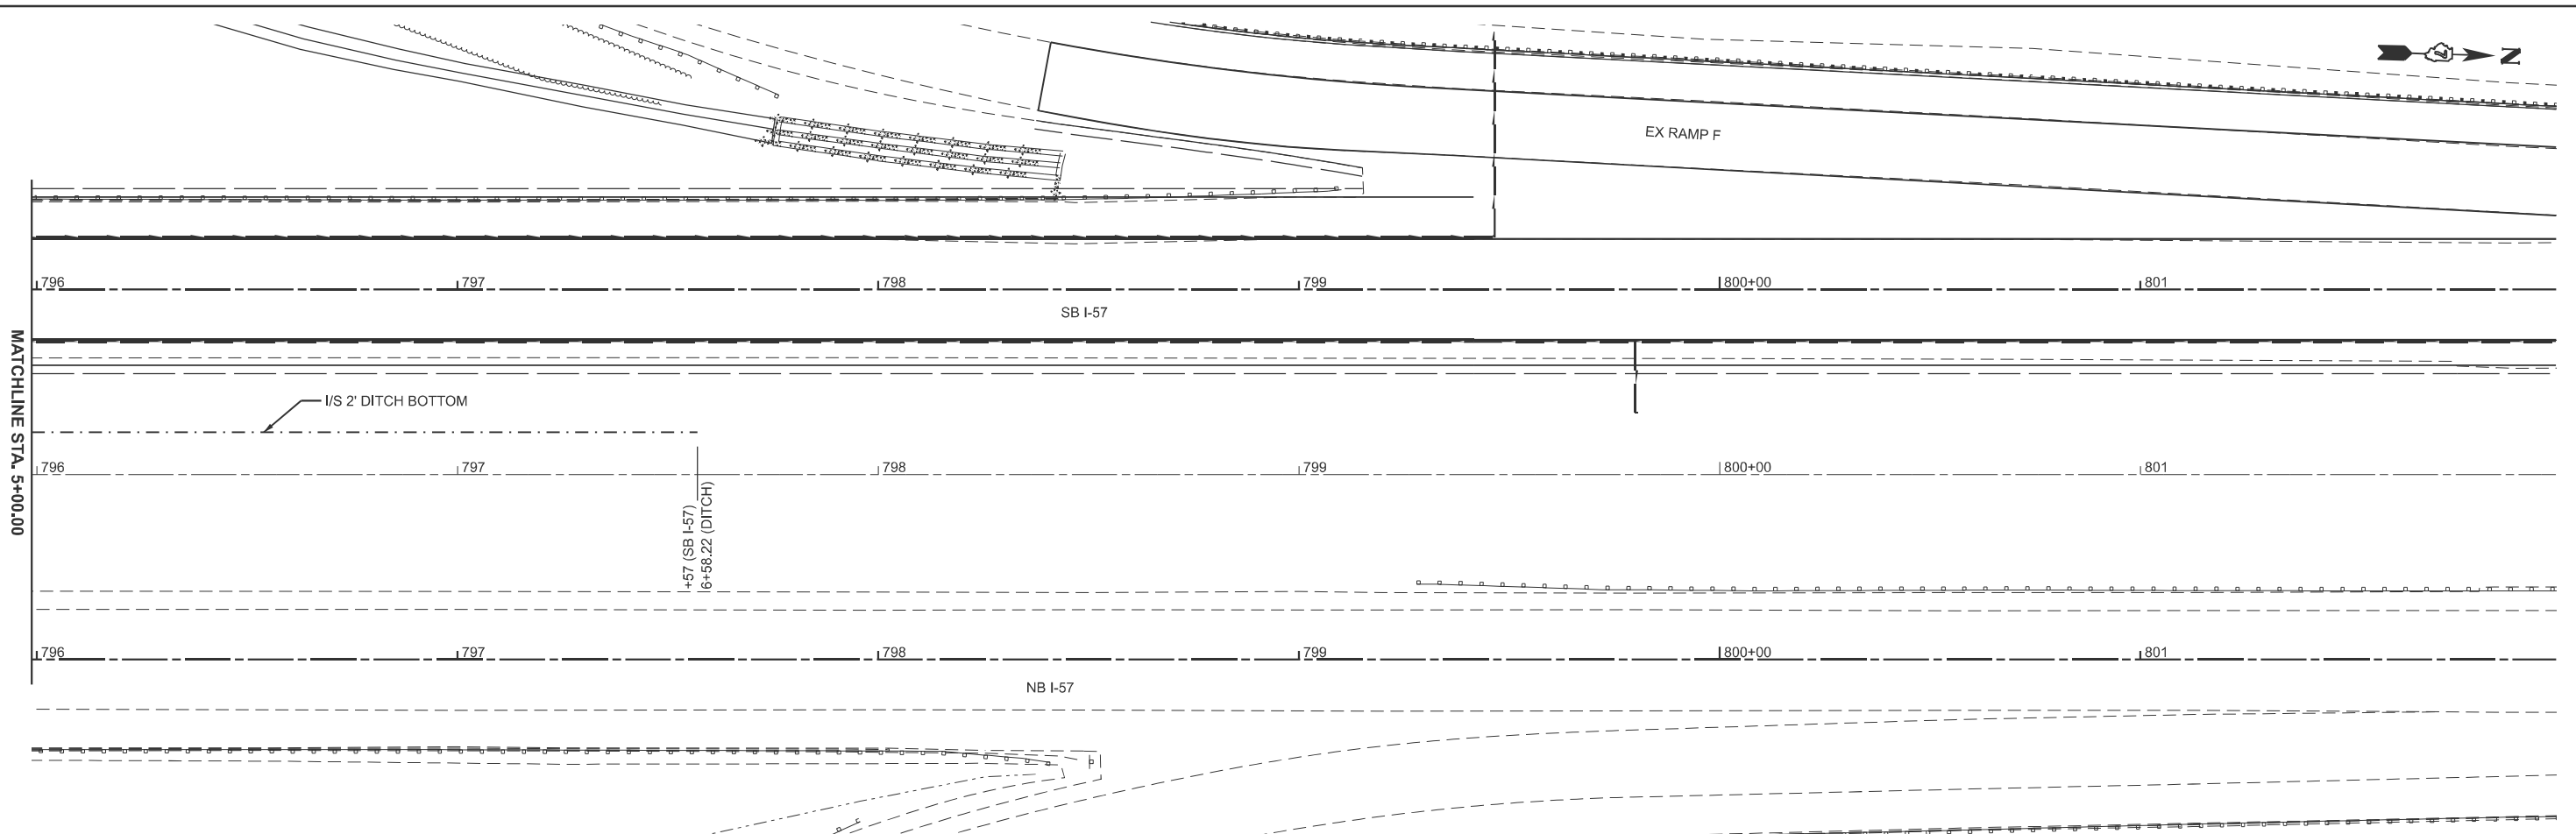 N
EX RAMP F
796 797 798 799 800+00 801
SB I-57
MATCHLINE STA. 5+00.00
I/S 2' DITCH BOTTOM
796 797 798 799 800+00 801
+57 (SB I-57)
6+58.22 (DITCH)
796 797 798 799 800+00 801
NB I-57